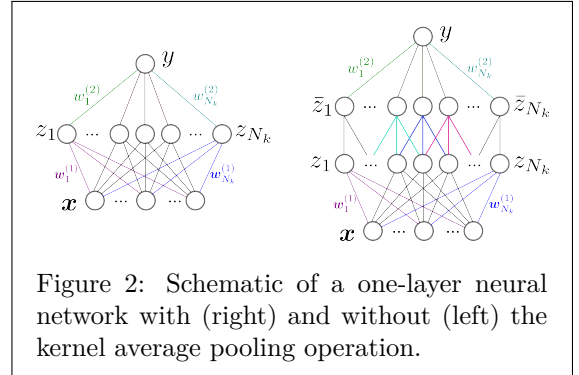 y
w_1^{(2)} w_{N_k}^{(2)}
z_1 ... ... z_{N_k}
w_1^{(1)} w_{N_k}^{(1)}
x ... ...
y
w_1^{(2)} w_{N_k}^{(2)}
z̄_1 ... ... z̄_{N_k}
z_1 ... ... z_{N_k}
w_1^{(1)} w_{N_k}^{(1)}
x ... ...
Figure 2: Schematic of a one-layer neural
network with (right) and without (left) the
kernel average pooling operation.